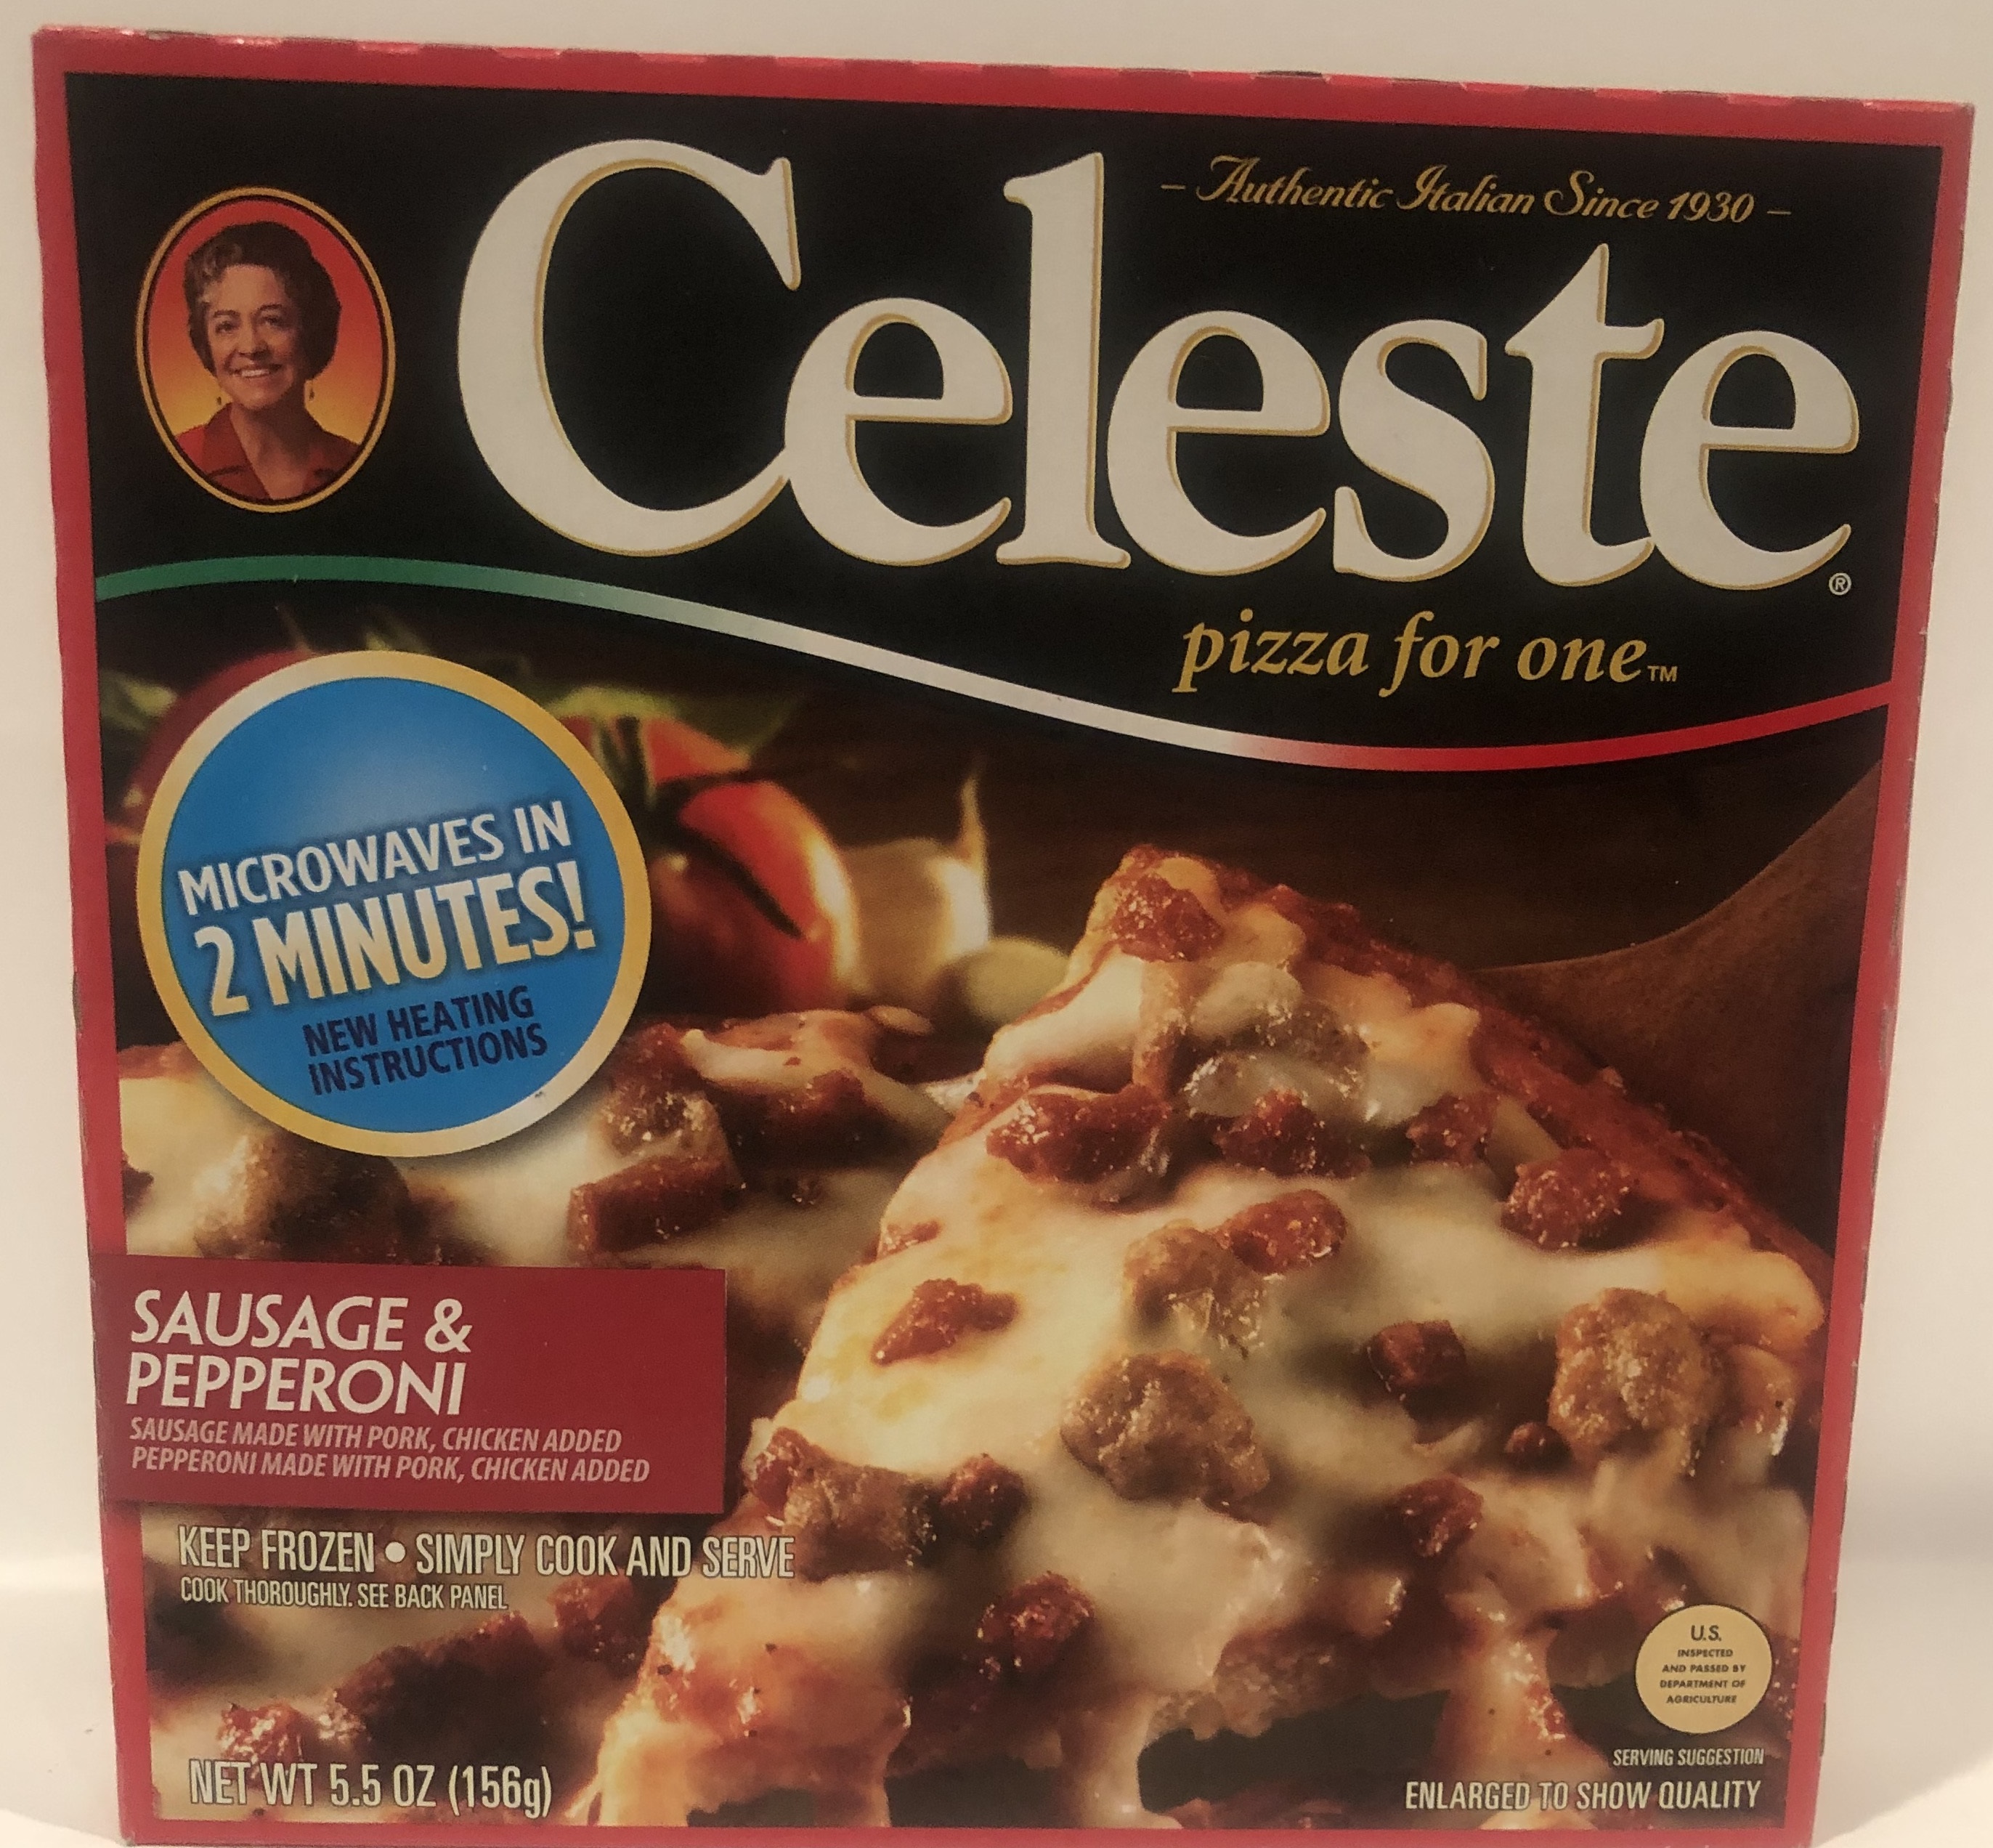 – Authentic Italian Since 1930 –
Celeste®
pizza for one™
MICROWAVES IN
2 MINUTES!
NEW HEATING
INSTRUCTIONS
SAUSAGE &
PEPPERONI
SAUSAGE MADE WITH PORK, CHICKEN ADDED
PEPPERONI MADE WITH PORK, CHICKEN ADDED
KEEP FROZEN • SIMPLY COOK AND SERVE
COOK THOROUGHLY. SEE BACK PANEL
U.S.
INSPECTED
AND PASSED BY
DEPARTMENT OF
AGRICULTURE
SERVING SUGGESTION
NET WT 5.5 OZ (156g)
ENLARGED TO SHOW QUALITY